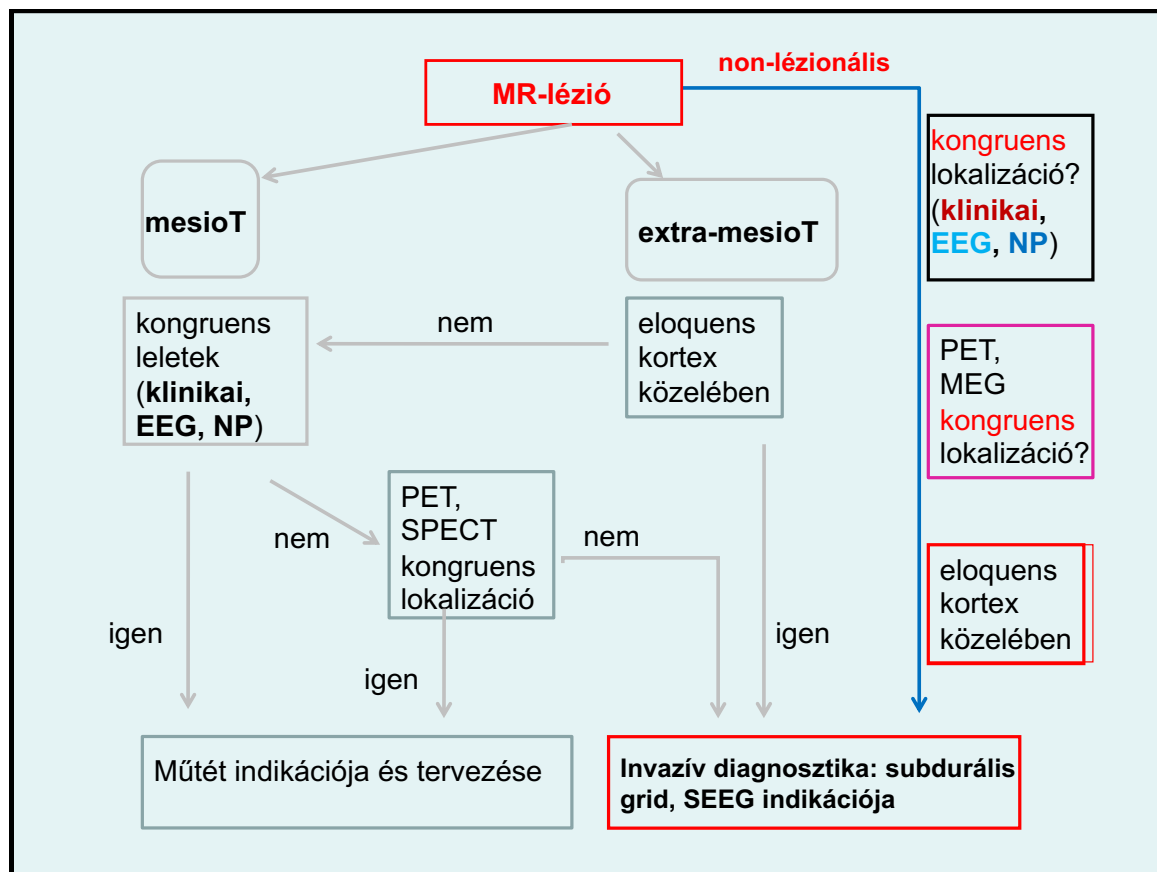 non-lézionális
MR-lézió
mesioT
extra-mesioT
kongruens
lokalizáció?
(klinikai,
EEG, NP)
kongruens
leletek
(klinikai,
EEG, NP)
nem
eloquens
kortex
közelében
PET,
MEG
kongruens
lokalizáció?
nem
PET,
SPECT
kongruens
lokalizáció
nem
eloquens
kortex
közelében
igen
igen
igen
Műtét indikációja és tervezése
Invazív diagnosztika: subdurális
grid, SEEG indikációja